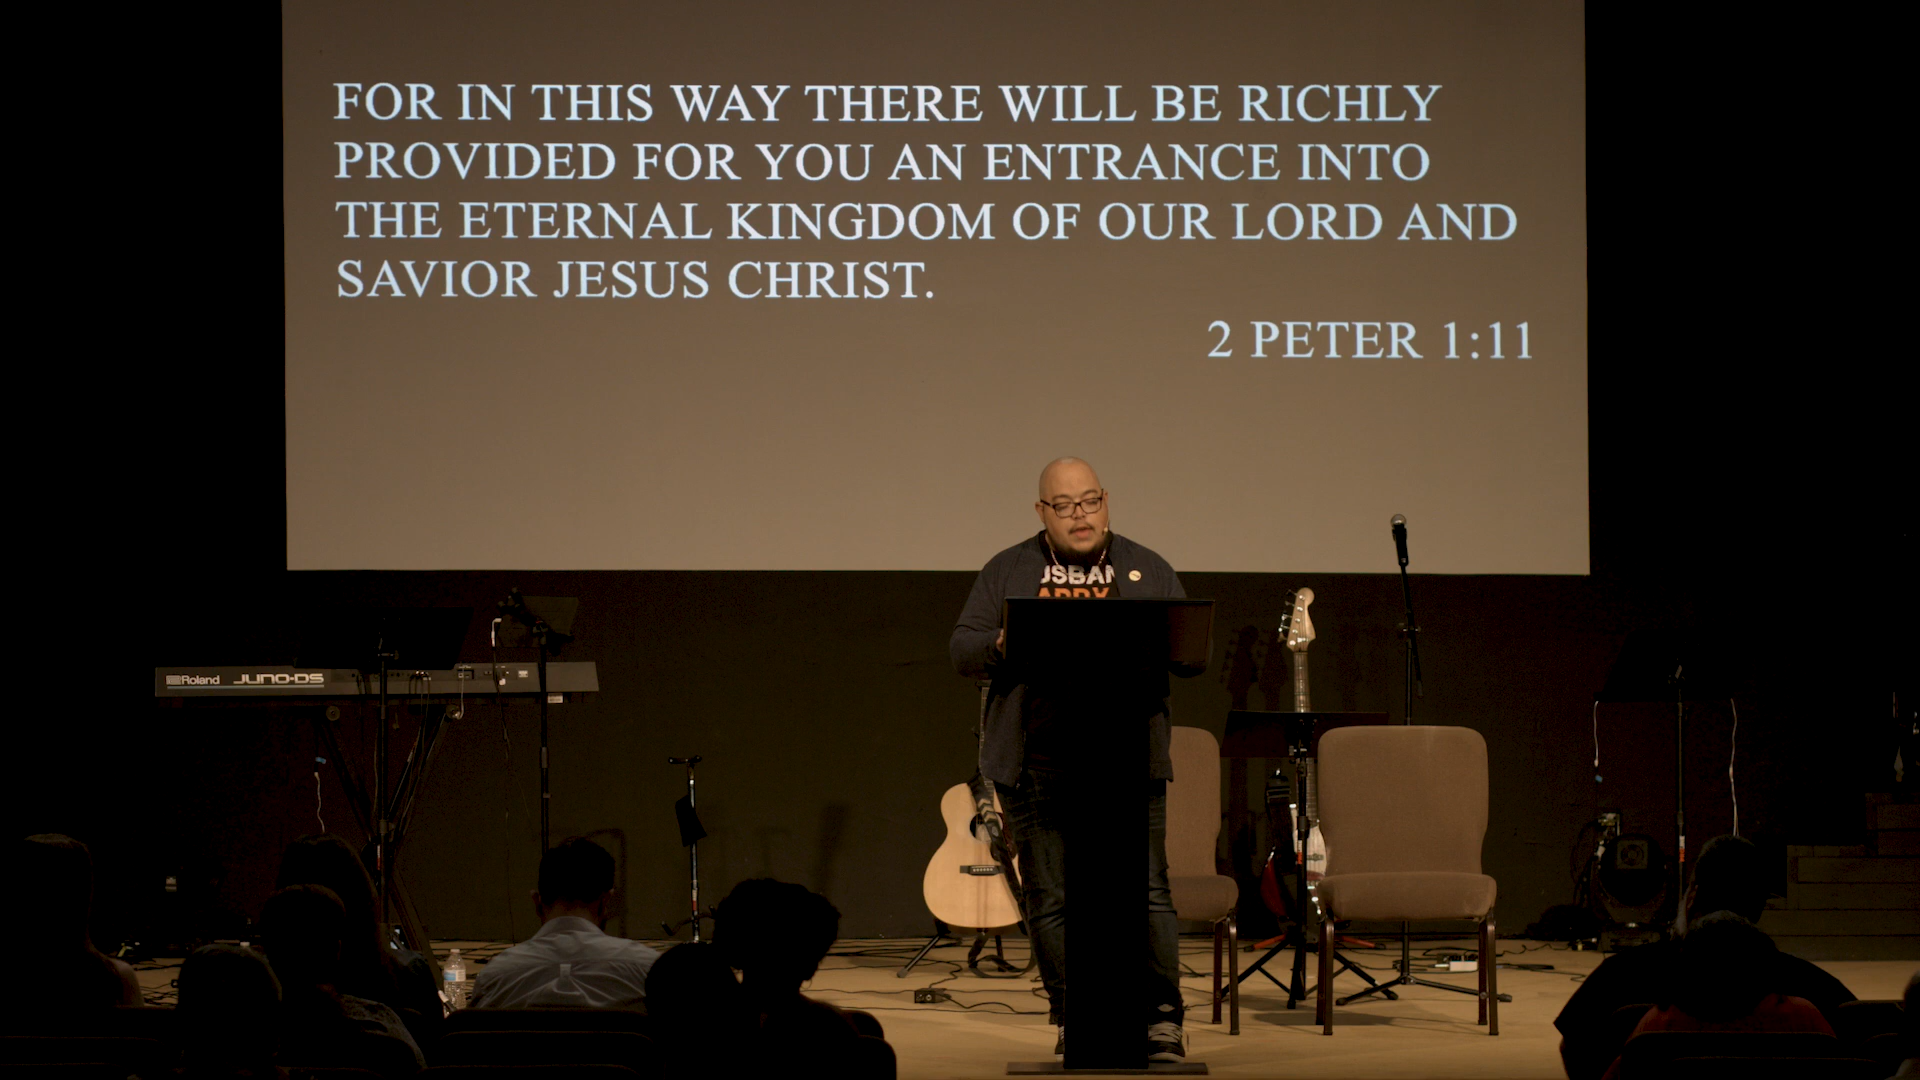 FOR IN THIS WAY THERE WILL BE RICHLY
PROVIDED FOR YOU AN ENTRANCE INTO
THE ETERNAL KINGDOM OF OUR LORD AND
SAVIOR JESUS CHRIST.
2 PETER 1:11
Roland JUNO-DS